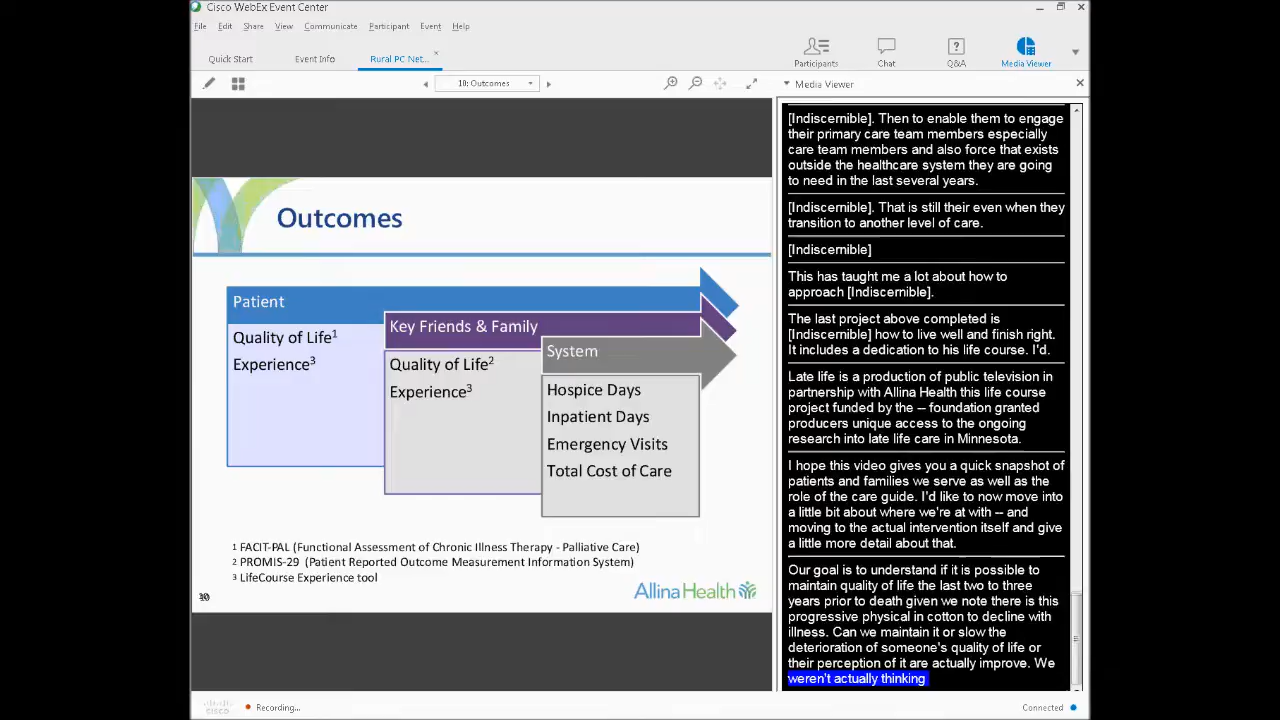 Cisco WebEx Event Center
File Edit Share View Communicate Participant Event Help
Quick Start Event Info Rural PC Net...
Participants Chat Q&A Media Viewer
10: Outcomes
Media Viewer
Outcomes
Patient
Quality of Life1
Experience3
Key Friends & Family
Quality of Life2
Experience3
System
Hospice Days
Inpatient Days
Emergency Visits
Total Cost of Care
1 FACIT-PAL (Functional Assessment of Chronic Illness Therapy - Palliative Care)
2 PROMIS-29 (Patient Reported Outcome Measurement Information System)
3 LifeCourse Experience tool
10
Allina Health
[Indiscernible]. Then to enable them to engage
their primary care team members especially
care team members and also force that exists
outside the healthcare system they are going
to need in the last several years.
[Indiscernible]. That is still their even when they
transition to another level of care.
[Indiscernible]
This has taught me a lot about how to
approach [Indiscernible].
The last project above completed is
[Indiscernible] how to live well and finish right.
It includes a dedication to his life course. I'd.
Late life is a production of public television in
partnership with Allina Health this life course
project funded by the -- foundation granted
producers unique access to the ongoing
research into late life care in Minnesota.
I hope this video gives you a quick snapshot of
patients and families we serve as well as the
role of the care guide. I'd like to now move into
a little bit about where we're at with -- and
moving to the actual intervention itself and give
a little more detail about that.
Our goal is to understand if it is possible to
maintain quality of life the last two to three
years prior to death given we note there is this
progressive physical in cotton to decline with
illness. Can we maintain it or slow the
deterioration of someone's quality of life or
their perception of it are actually improve. We
weren't actually thinking
CISCO
Recording...
Connected